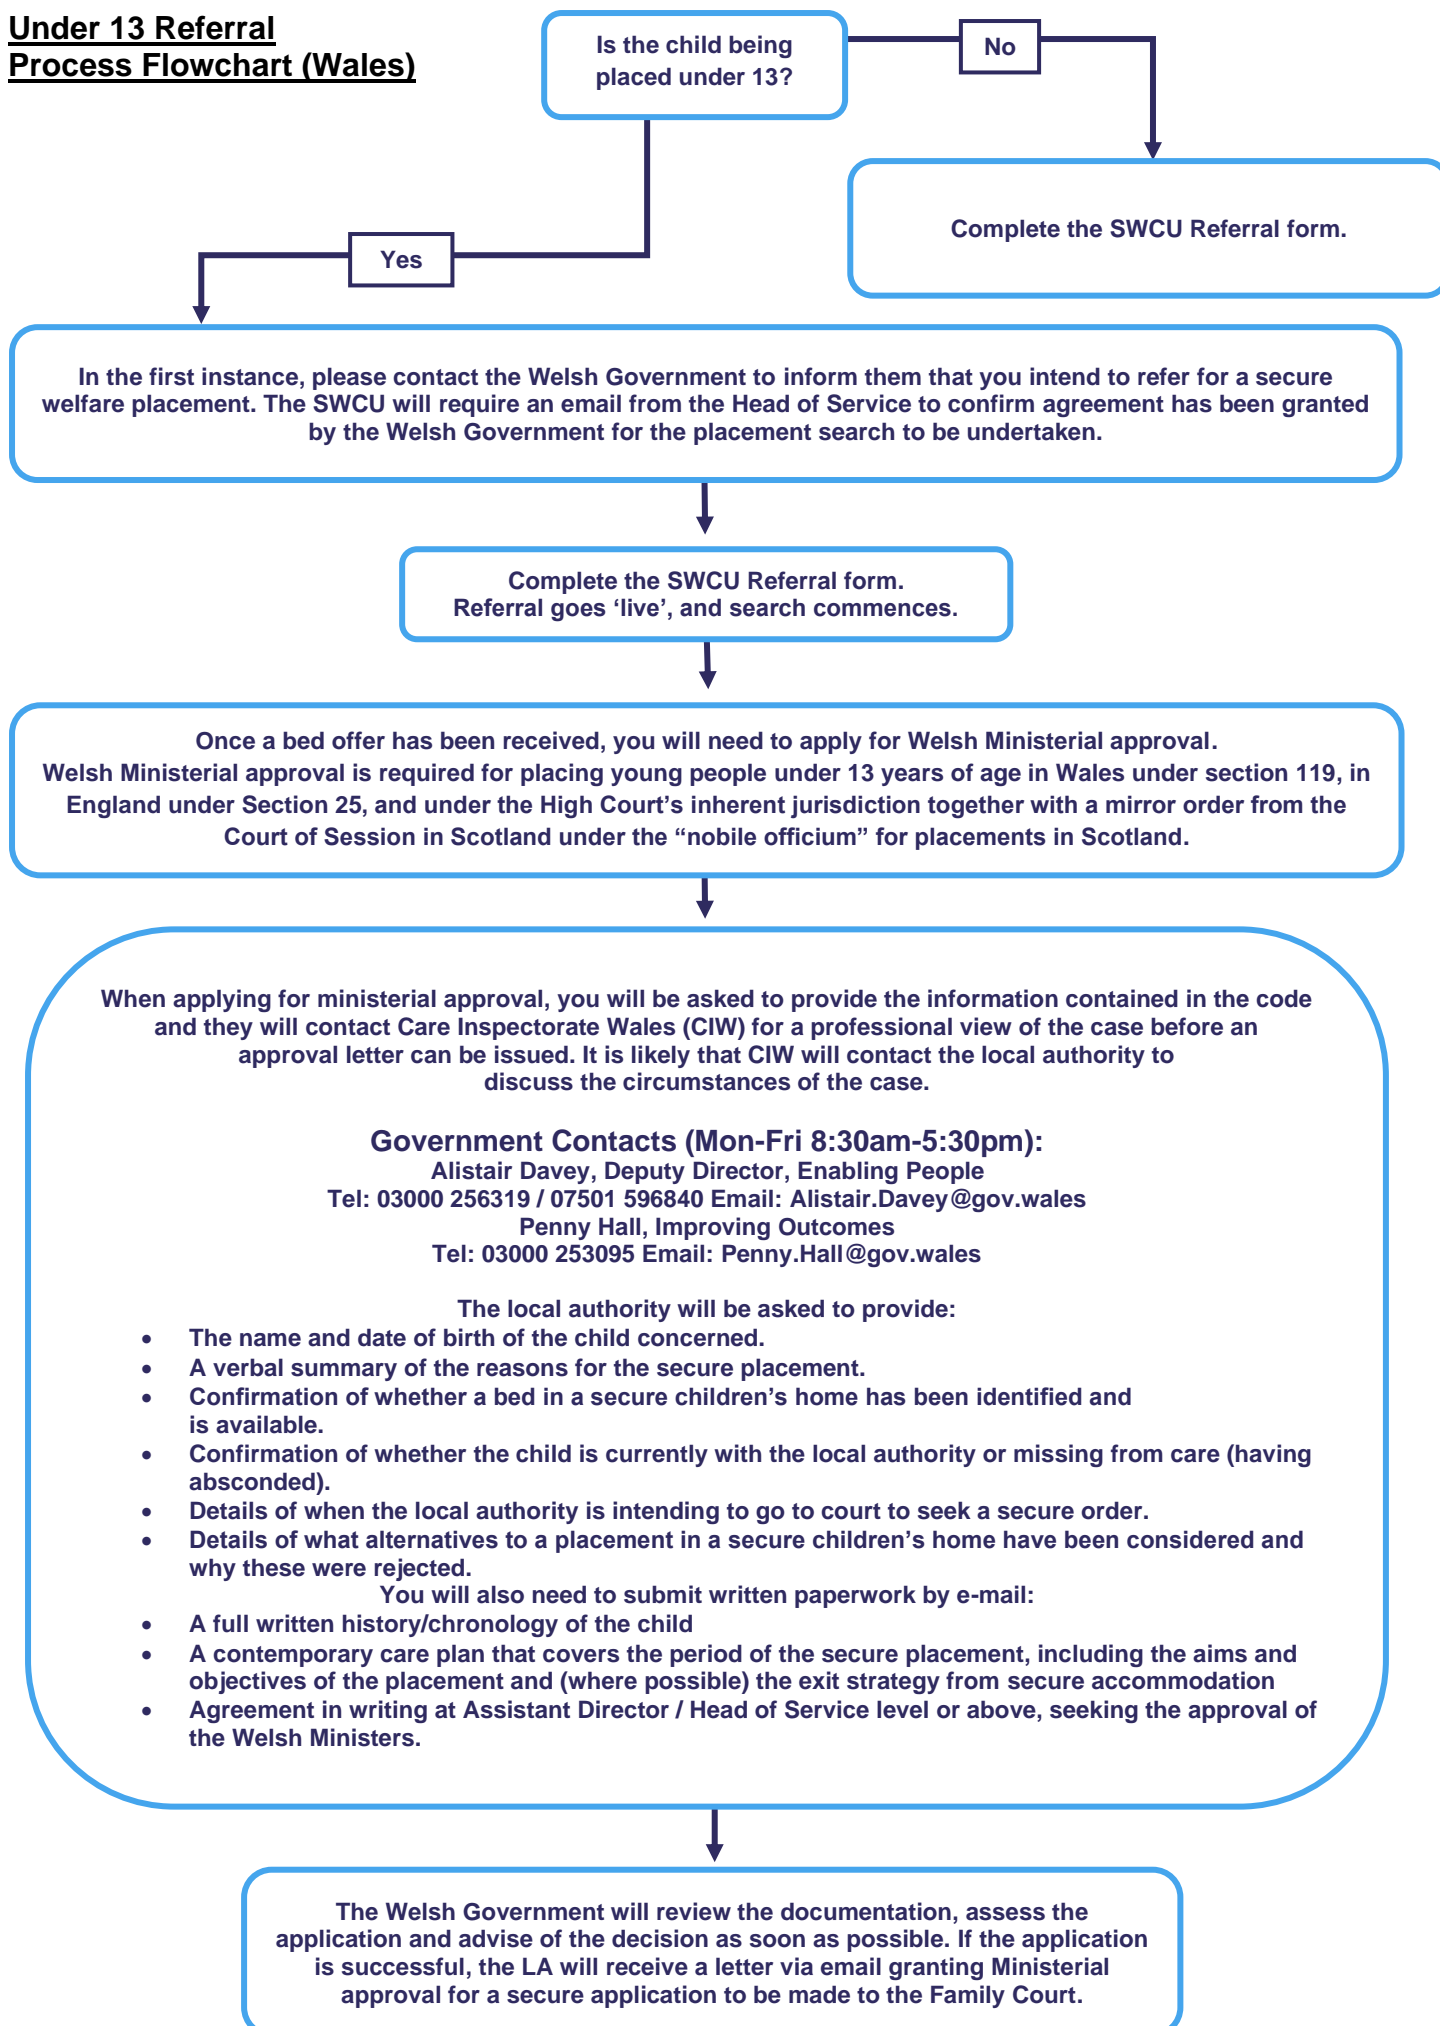 Under 13 Referral
Process Flowchart (Wales)
Is the child being
placed under 13?
No
Complete the SWCU Referral form.
Yes
In the first instance, please contact the Welsh Government to inform them that you intend to refer for a secure
welfare placement. The SWCU will require an email from the Head of Service to confirm agreement has been granted
by the Welsh Government for the placement search to be undertaken.
Complete the SWCU Referral form.
Referral goes ‘live’, and search commences.
Once a bed offer has been received, you will need to apply for Welsh Ministerial approval.
Welsh Ministerial approval is required for placing young people under 13 years of age in Wales under section 119, in
England under Section 25, and under the High Court’s inherent jurisdiction together with a mirror order from the
Court of Session in Scotland under the “nobile officium” for placements in Scotland.
When applying for ministerial approval, you will be asked to provide the information contained in the code
and they will contact Care Inspectorate Wales (CIW) for a professional view of the case before an
approval letter can be issued. It is likely that CIW will contact the local authority to
discuss the circumstances of the case.
Government Contacts (Mon-Fri 8:30am-5:30pm):
Alistair Davey, Deputy Director, Enabling People
Tel: 03000 256319 / 07501 596840 Email: Alistair.Davey@gov.wales
Penny Hall, Improving Outcomes
Tel: 03000 253095 Email: Penny.Hall@gov.wales
The local authority will be asked to provide:
• The name and date of birth of the child concerned.
• A verbal summary of the reasons for the secure placement.
• Confirmation of whether a bed in a secure children’s home has been identified and
is available.
• Confirmation of whether the child is currently with the local authority or missing from care (having
absconded).
• Details of when the local authority is intending to go to court to seek a secure order.
• Details of what alternatives to a placement in a secure children’s home have been considered and
why these were rejected.
You will also need to submit written paperwork by e-mail:
• A full written history/chronology of the child
• A contemporary care plan that covers the period of the secure placement, including the aims and
objectives of the placement and (where possible) the exit strategy from secure accommodation
• Agreement in writing at Assistant Director / Head of Service level or above, seeking the approval of
the Welsh Ministers.
The Welsh Government will review the documentation, assess the
application and advise of the decision as soon as possible. If the application
is successful, the LA will receive a letter via email granting Ministerial
approval for a secure application to be made to the Family Court.